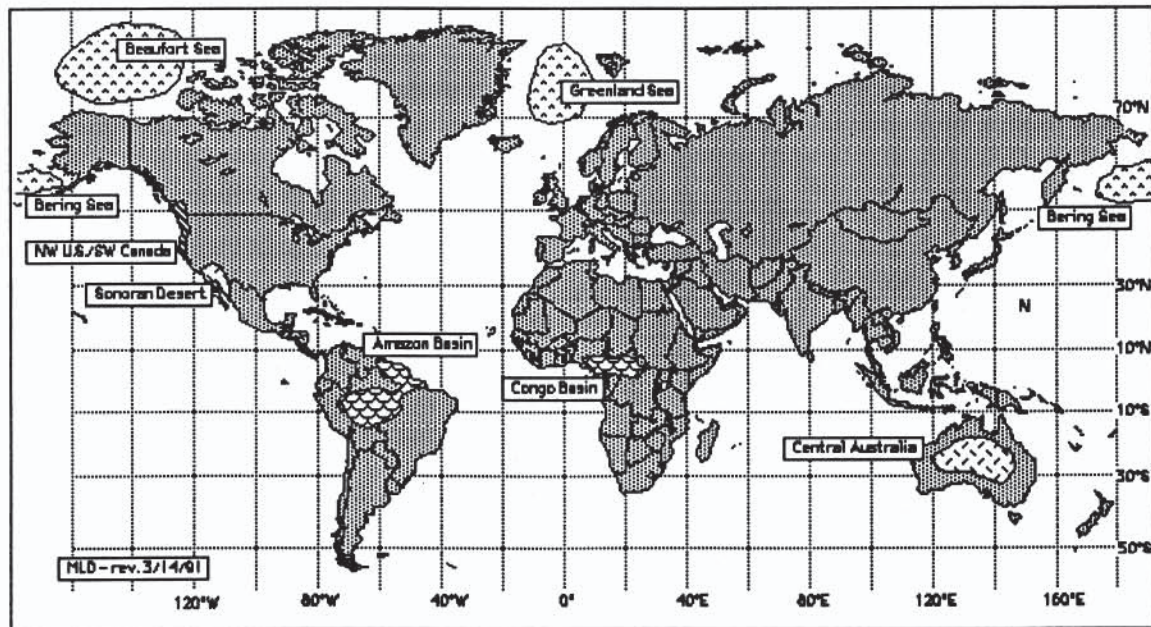 Beaufort Sea
Greenland Sea
70°N
Bering Sea
Bering Sea
NW U.S./SW Canada
Sonoran Desert
30°N
N
Amazon Basin
10°N
Congo Basin
10°S
Central Australia
30°S
50°S
MLD - rev. 3/14/91
120°W
80°W
40°W
0°
40°E
80°E
120°E
160°E